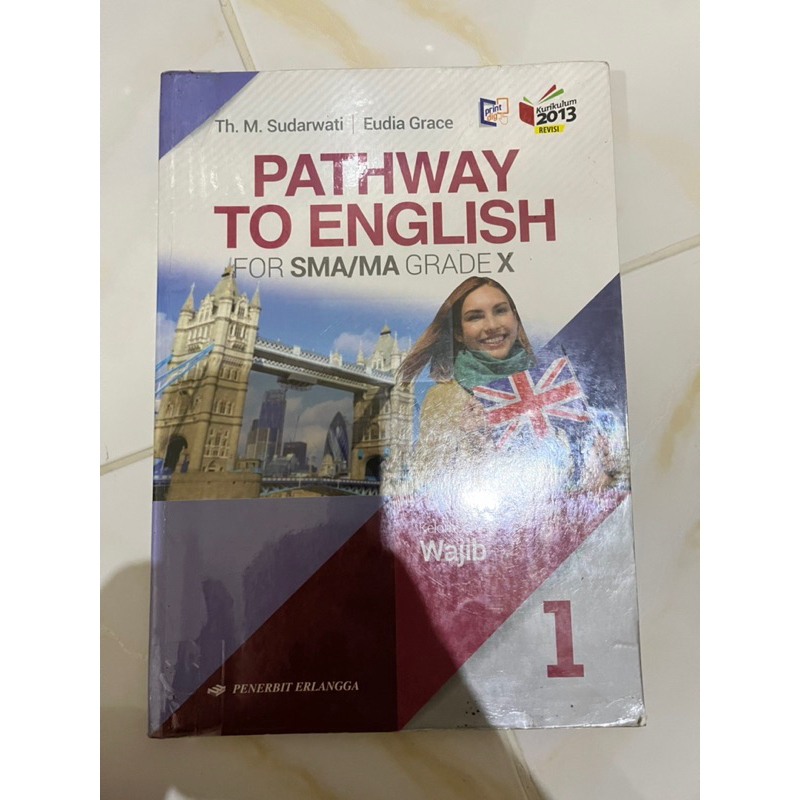 Th. M. Sudarwati | Eudia Grace
print
dig
Kurikulum
2013
REVISI
PATHWAY
TO ENGLISH
FOR SMA/MA GRADE X
Wajib
1
PENERBIT ERLANGGA